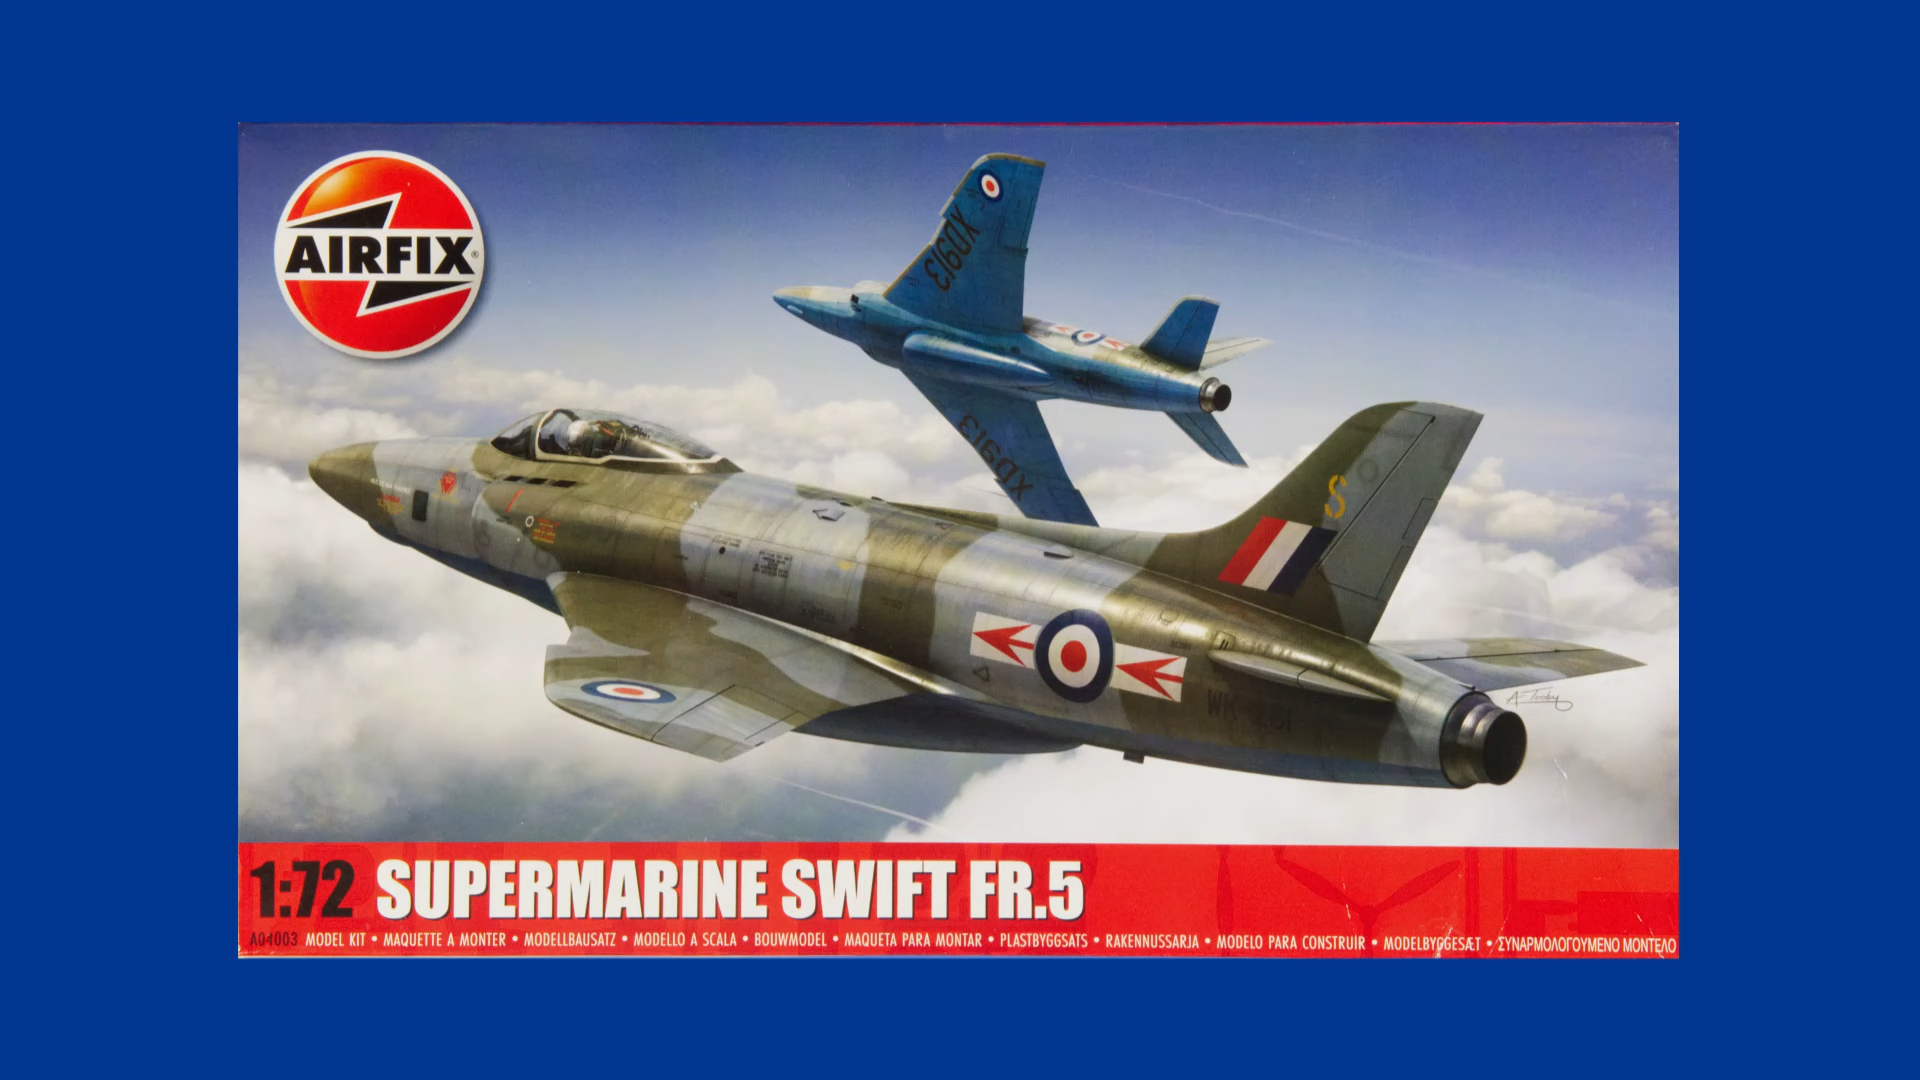 AIRFIX
XD913
XD913
S
WK 281
A Tooby
1:72 SUPERMARINE SWIFT FR.5
A04003 MODEL KIT • MAQUETTE A MONTER • MODELLBAUSATZ • MODELLO A SCALA • BOUWMODEL • MAQUETA PARA MONTAR • PLASTBYGGSATS • RAKENNUSSARJA • MODELO PARA CONSTRUIR • MODELBYGGESÆT • ΣΥΝΑΡΜΟΛΟΓΟΥΜΕΝΟ ΜΟΝΤΕΛΟ